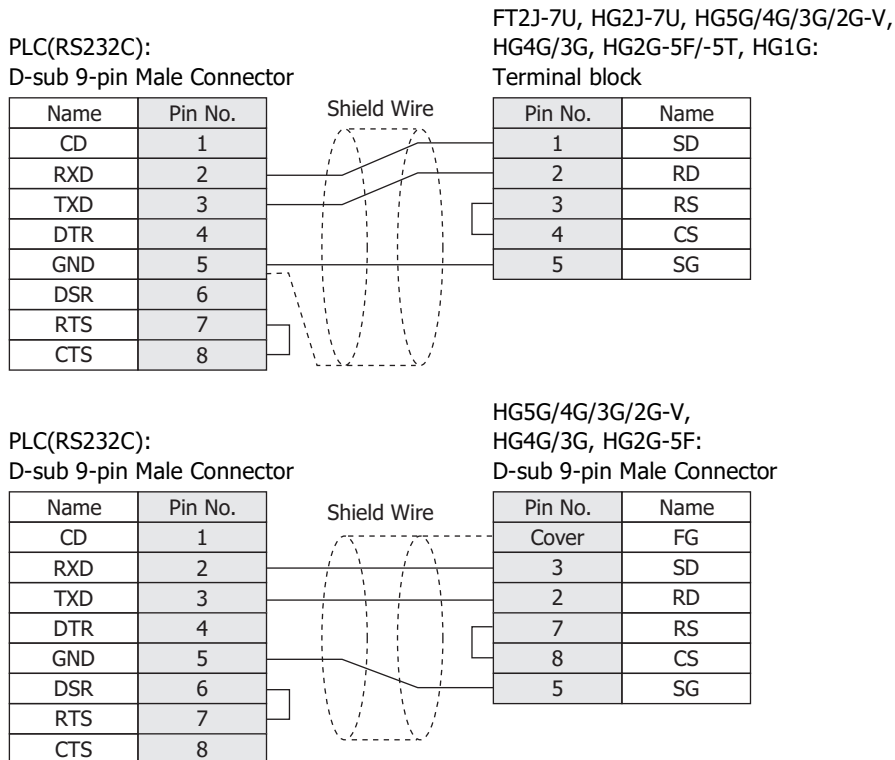 FT2J-7U, HG2J-7U, HG5G/4G/3G/2G-V,
PLC(RS232C): HG4G/3G, HG2G-5F/-5T, HG1G:
D-sub 9-pin Male Connector Terminal block
Name Pin No. Shield Wire Pin No. Name
CD 1 1 SD
RXD 2 2 RD
TXD 3 3 RS
DTR 4 4 CS
GND 5 5 SG
DSR 6
RTS 7
CTS 8
HG5G/4G/3G/2G-V,
PLC(RS232C): HG4G/3G, HG2G-5F:
D-sub 9-pin Male Connector D-sub 9-pin Male Connector
Name Pin No. Shield Wire Pin No. Name
CD 1 Cover FG
RXD 2 3 SD
TXD 3 2 RD
DTR 4 7 RS
GND 5 8 CS
DSR 6 5 SG
RTS 7
CTS 8